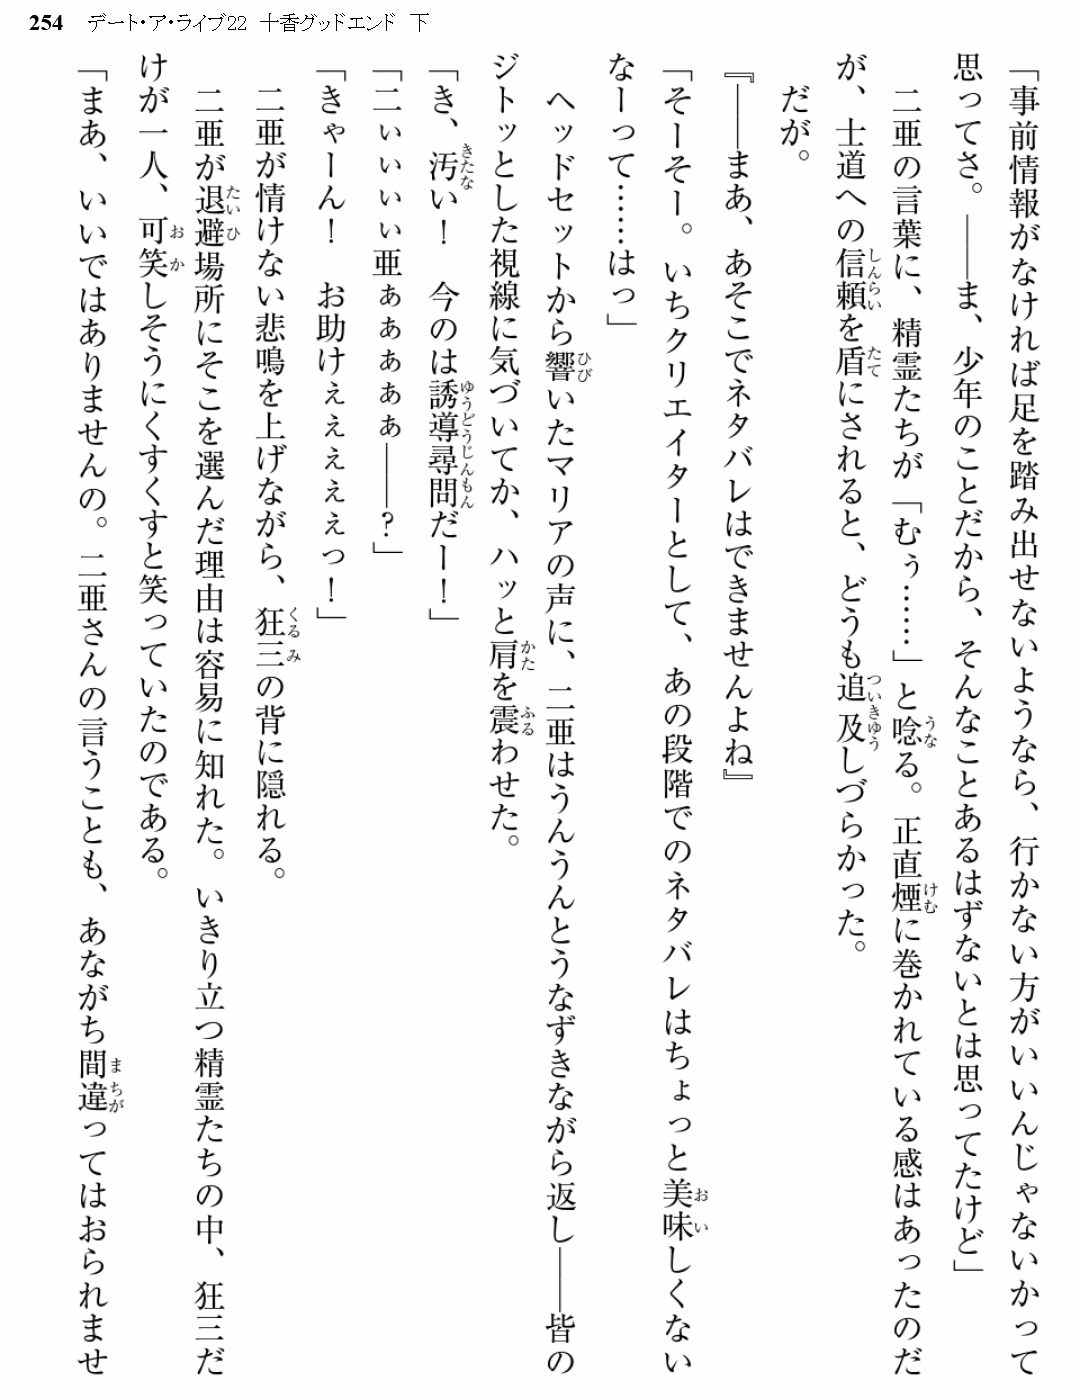 254　デート・ア・ライブ22　十香グッドエンド　下
「事前情報がなければ足を踏み出せないようなら、行かない方がいいんじゃないかって
思ってさ。――ま、少年のことだから、そんなことあるはずないとは思ってたけど」
　二亜の言葉に、精霊たちが「むぅ……」と唸る。正直煙に巻かれている感はあったのだ
が、士道への信頼を盾にされると、どうも追及しづらかった。
　だが。
『――まあ、あそこでネタバレはできませんよね』
「そーそー。いちクリエイターとして、あの段階でのネタバレはちょっと美味しくない
なーって……はっ」
　ヘッドセットから響いたマリアの声に、二亜はうんうんとうなずきながら返し――皆の
ジトッとした視線に気づいてか、ハッと肩を震わせた。
「き、汚い！　今のは誘導尋問だー！」
「二ぃぃぃぃ亜ぁぁぁぁぁ――？」
「きゃーん！　お助けぇぇぇぇぇっ！」
　二亜が情けない悲鳴を上げながら、狂三の背に隠れる。
　二亜が退避場所にそこを選んだ理由は容易に知れた。いきり立つ精霊たちの中、狂三だ
けが一人、可笑しそうにくすくすと笑っていたのである。
「まあ、いいではありませんの。二亜さんの言うことも、あながち間違ってはおられませ